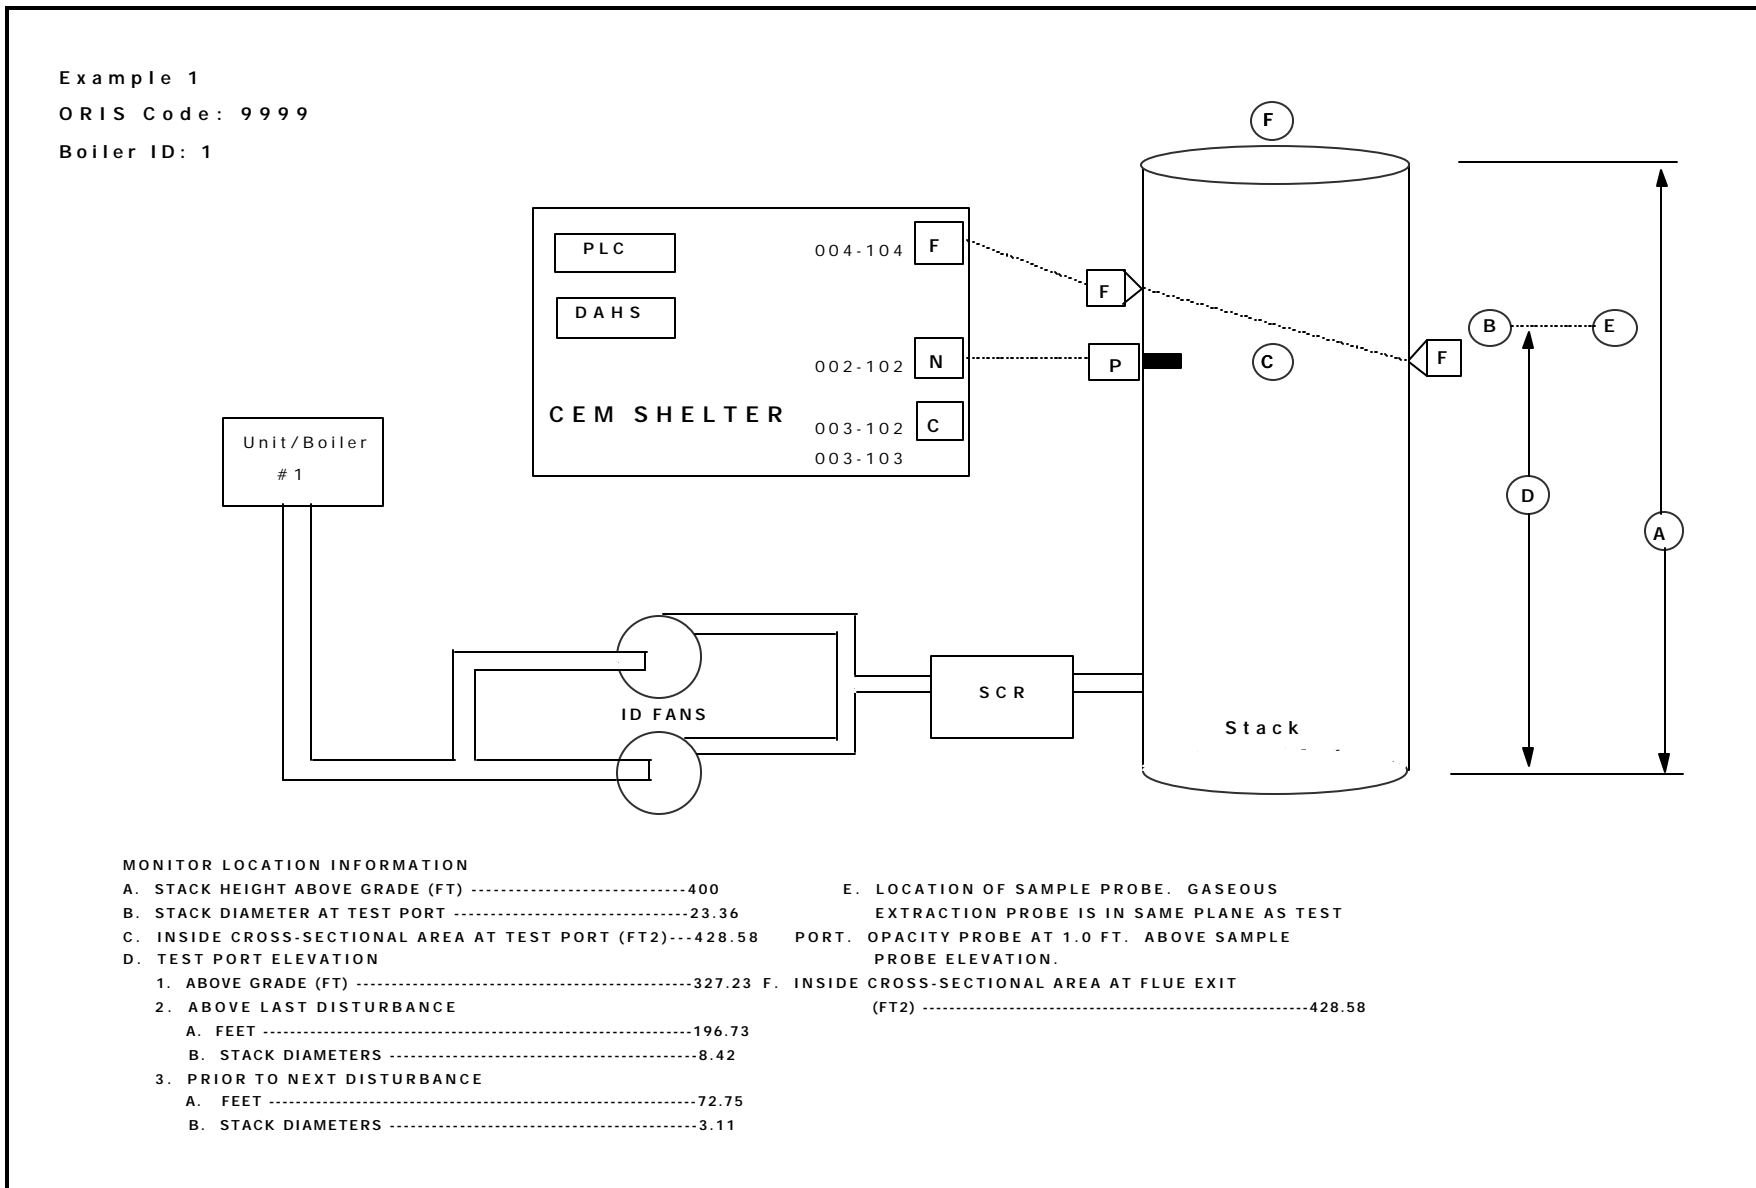 Example 1
ORIS Code: 9999
Boiler ID: 1
F
PLC
004-104 F
F
DAHS
B E
002-102 N
P
C
F
CEM SHELTER
003-102 C
003-103
Unit/Boiler
#1
D
A
SCR
ID FANS
Stack
MONITOR LOCATION INFORMATION
A. STACK HEIGHT ABOVE GRADE (FT) -----------------------------400
B. STACK DIAMETER AT TEST PORT --------------------------------23.36
C. INSIDE CROSS-SECTIONAL AREA AT TEST PORT (FT2)---428.58
D. TEST PORT ELEVATION
1. ABOVE GRADE (FT) --------------------------------------------------327.23
2. ABOVE LAST DISTURBANCE
A. FEET ----------------------------------------------------------------196.73
B. STACK DIAMETERS ----------------------------------------------8.42
3. PRIOR TO NEXT DISTURBANCE
A. FEET ----------------------------------------------------------------72.75
B. STACK DIAMETERS ----------------------------------------------3.11
E. LOCATION OF SAMPLE PROBE. GASEOUS
EXTRACTION PROBE IS IN SAME PLANE AS TEST
PORT. OPACITY PROBE AT 1.0 FT. ABOVE SAMPLE
PROBE ELEVATION.
F. INSIDE CROSS-SECTIONAL AREA AT FLUE EXIT
(FT2) ----------------------------------------------------------428.58